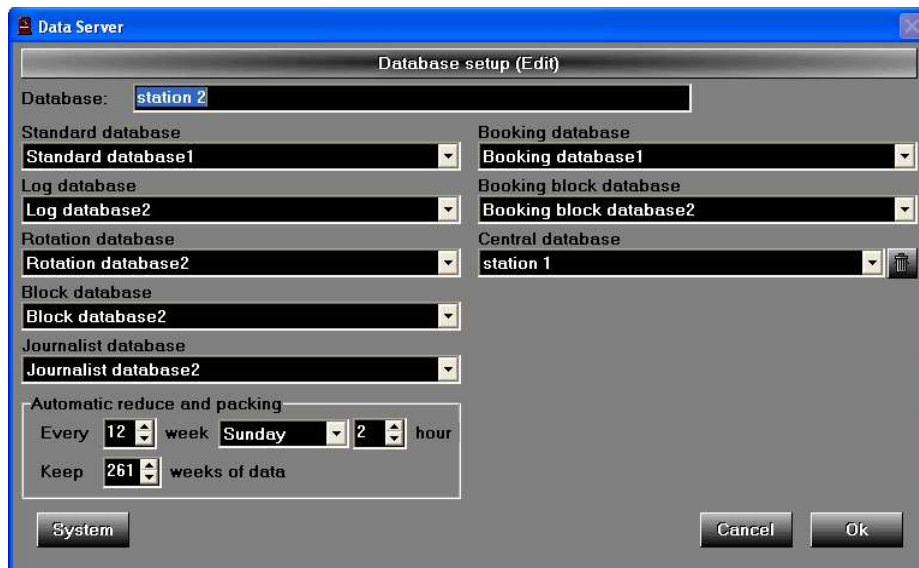 Data Server
Database setup (Edit)
Database: station 2
Standard database
Standard database1
Log database
Log database2
Rotation database
Rotation database2
Block database
Block database2
Journalist database
Journalist database2
Booking database
Booking database1
Booking block database
Booking block database2
Central database
station 1
Automatic reduce and packing
Every 12 week Sunday 2 hour
Keep 261 weeks of data
System
Cancel
Ok